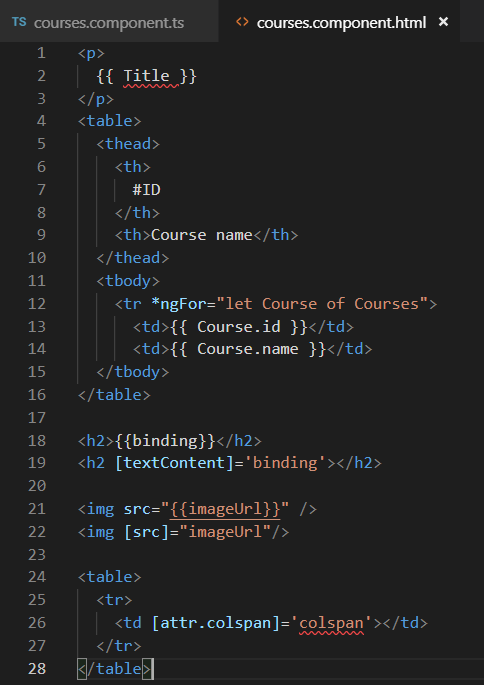 TS courses.component.ts <> courses.component.html ×
1 <p>
2 {{ Title }}
3 </p>
4 <table>
5 <thead>
6 <th>
7 #ID
8 </th>
9 <th>Course name</th>
10 </thead>
11 <tbody>
12 <tr *ngFor="let Course of Courses">
13 <td>{{ Course.id }}</td>
14 <td>{{ Course.name }}</td>
15 </tbody>
16 </table>
17
18 <h2>{{binding}}</h2>
19 <h2 [textContent]='binding'></h2>
20
21 <img src="{{imageUrl}}" />
22 <img [src]="imageUrl"/>
23
24 <table>
25 <tr>
26 <td [attr.colspan]='colspan'></td>
27 </tr>
28 </table>